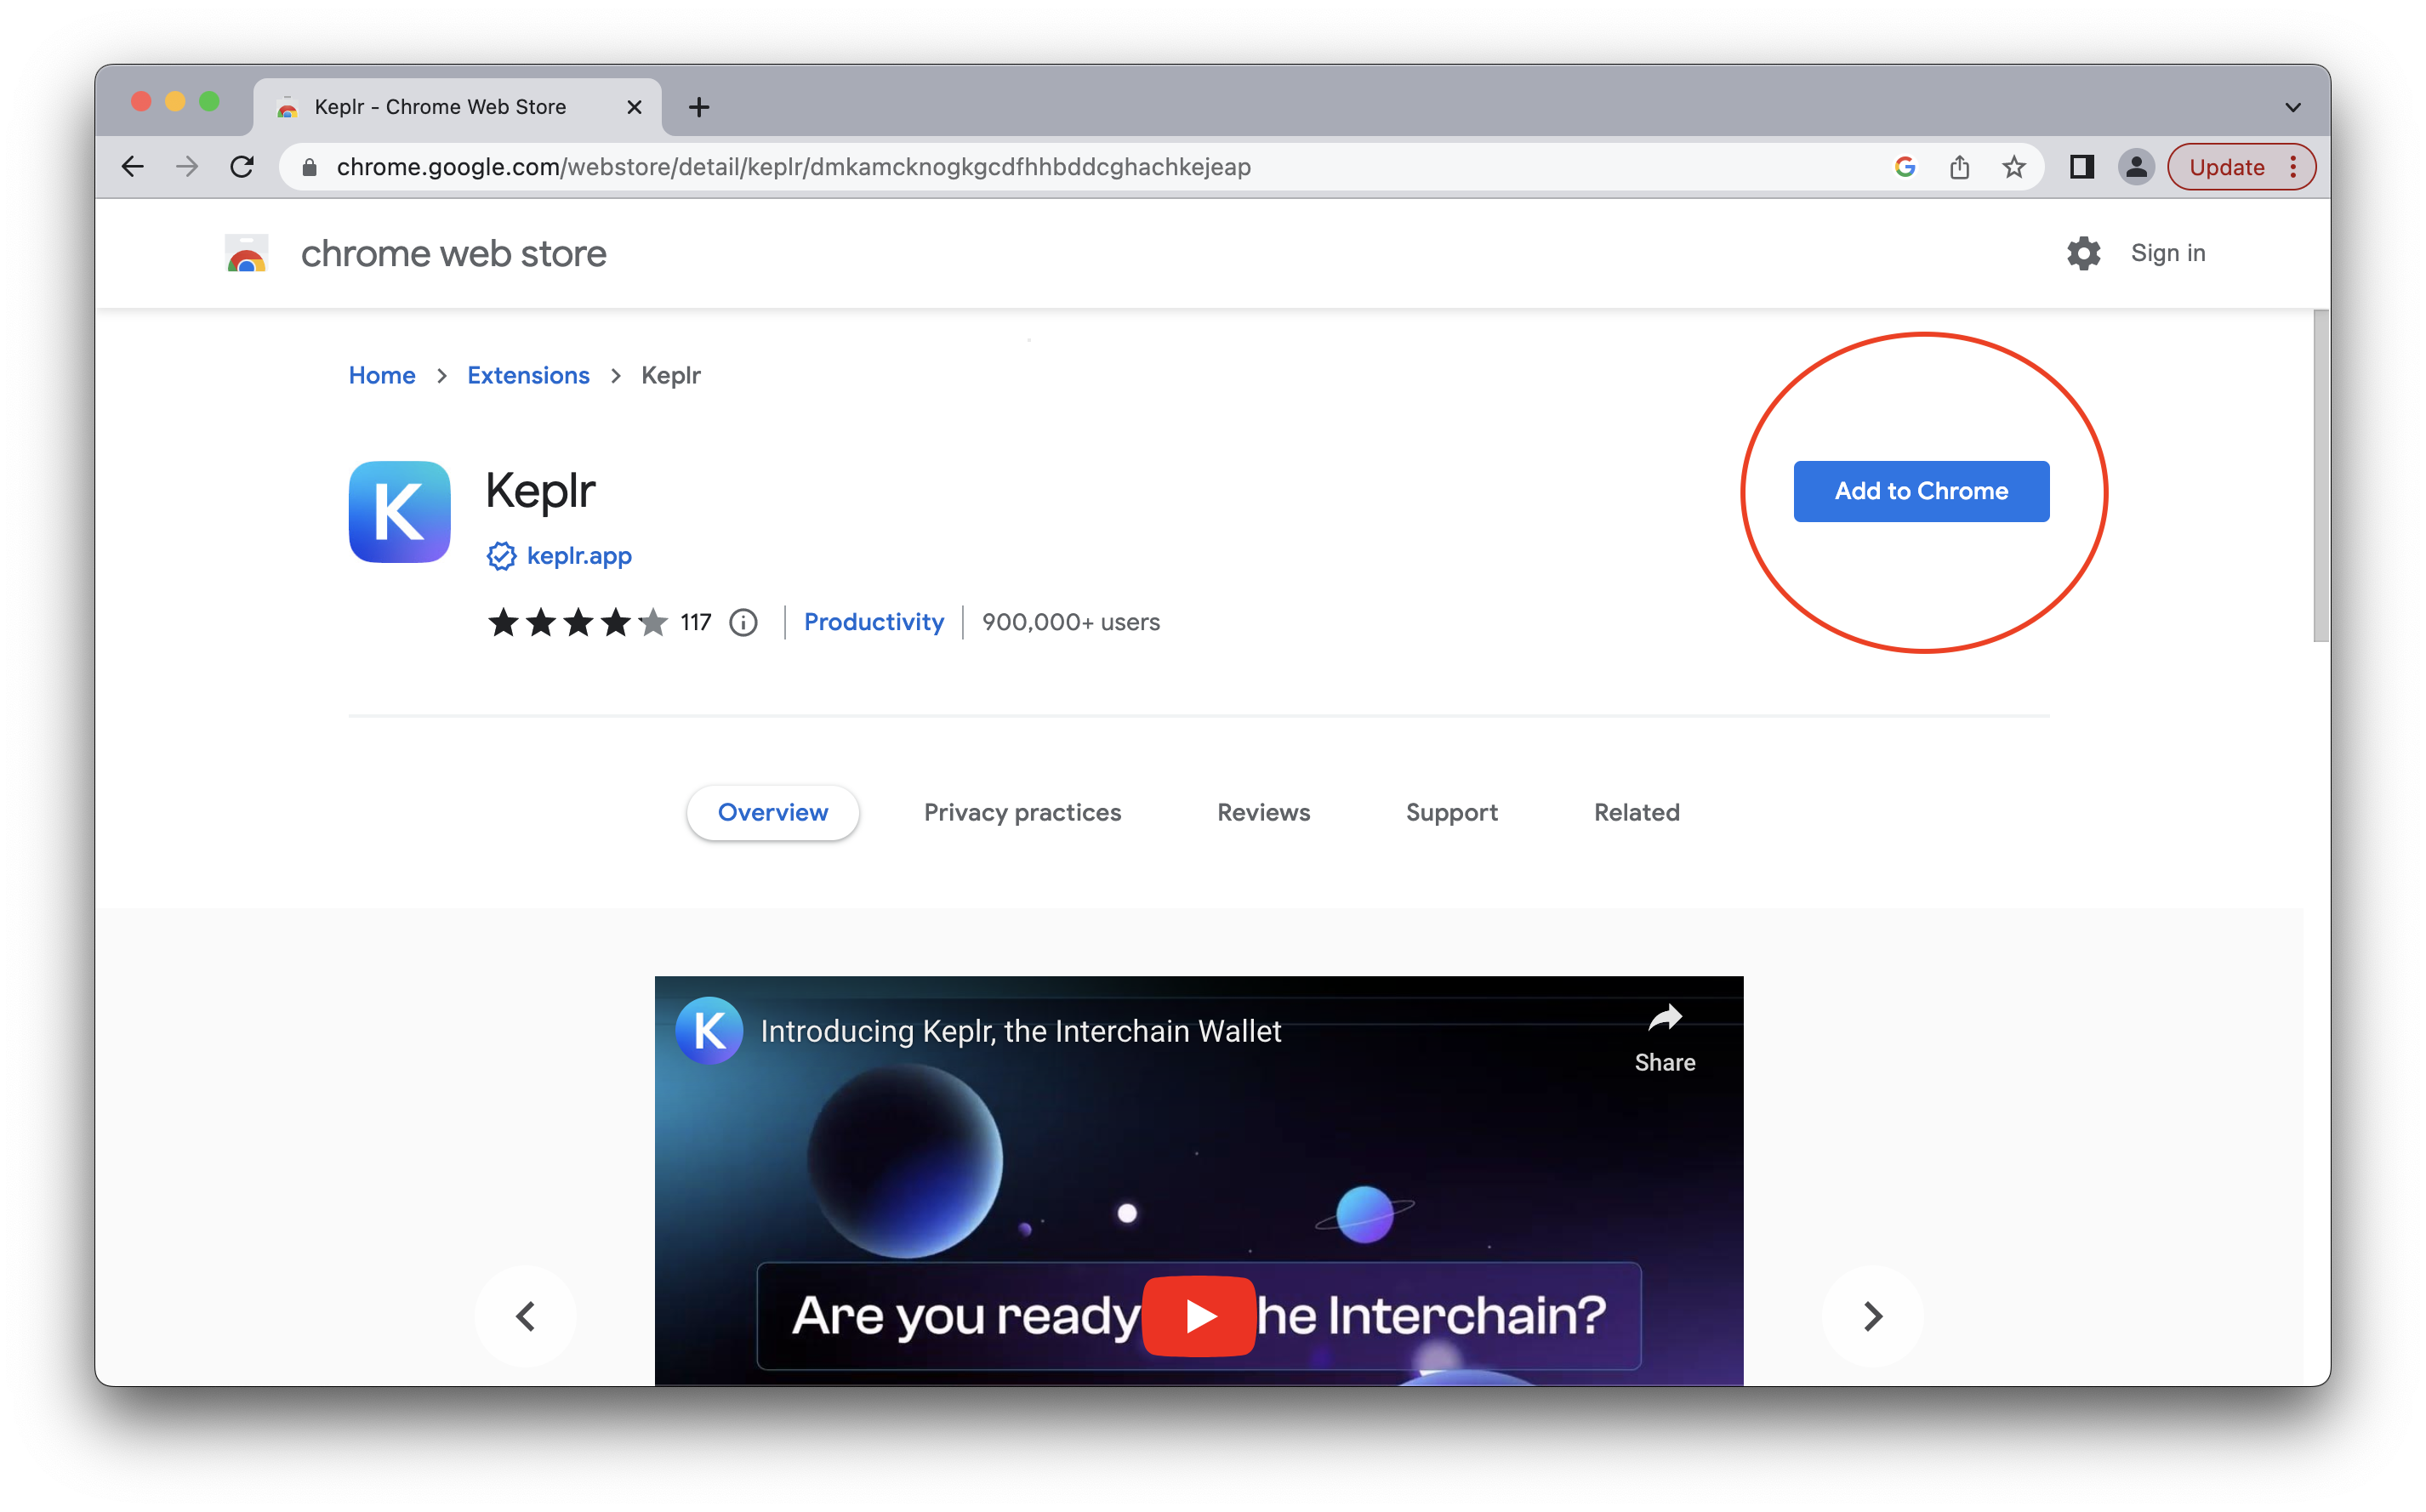 Keplr - Chrome Web Store
chrome.google.com/webstore/detail/keplr/dmkamcknogkgcdfhhbddcghachkejeap
Update
chrome web store
Sign in
Home > Extensions > Keplr
K
Keplr
Add to Chrome
keplr.app
117
Productivity
900,000+ users
Overview
Privacy practices
Reviews
Support
Related
K
Introducing Keplr, the Interchain Wallet
Share
Are you ready he Interchain?